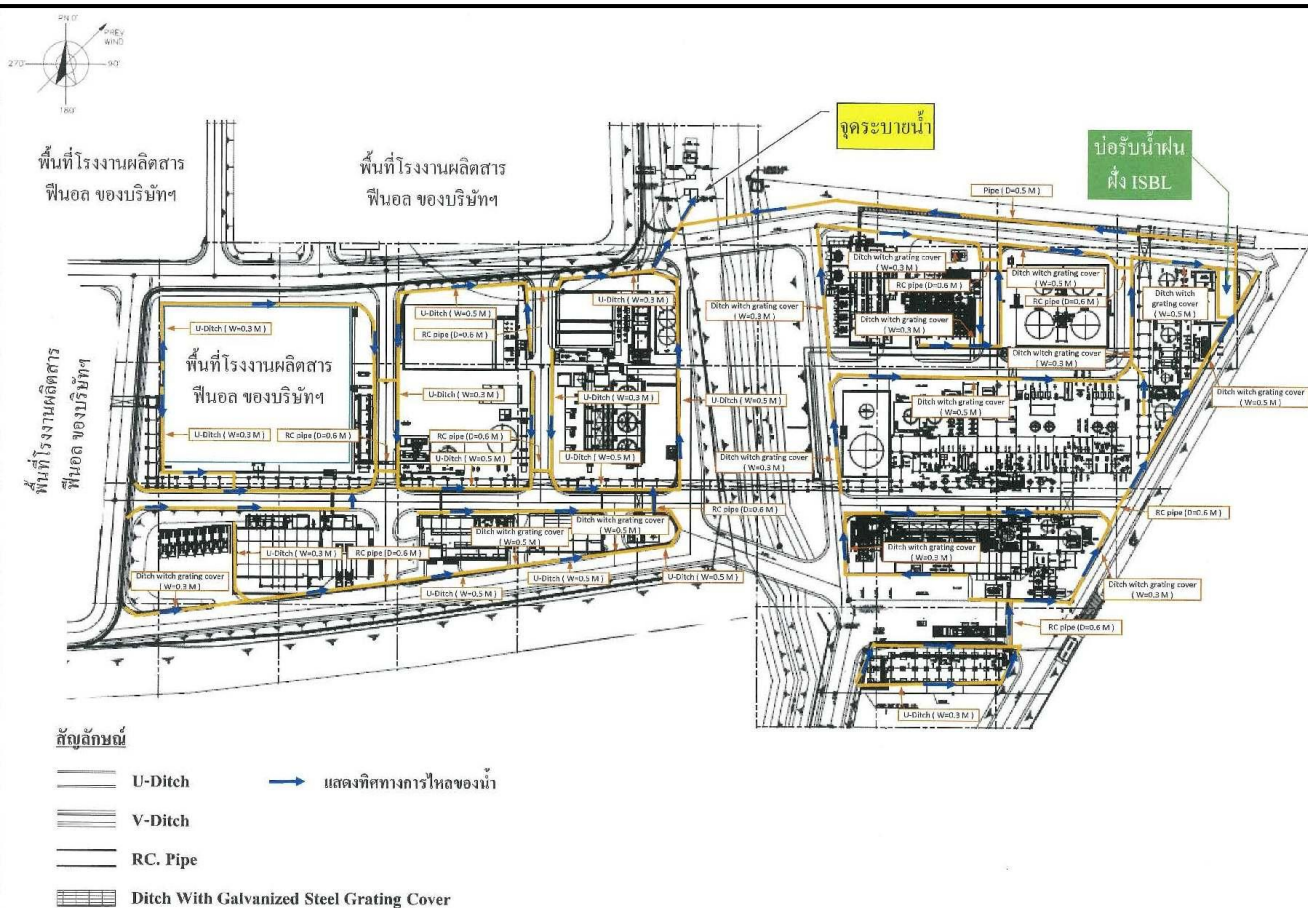 PN. 0°
PREV
WIND
270°
90°
180°
จุดระบายน้ำ
บ่อรับน้ำฝน
ฝั่ง ISBL
พื้นที่โรงงานผลิตสาร
ฟีนอล ของบริษัทฯ
พื้นที่โรงงานผลิตสาร
ฟีนอล ของบริษัทฯ
Pipe ( D=0.5 M )
Ditch witch grating cover
( W=0.3 M )
RC pipe (D=0.6 M )
Ditch witch grating cover
( W=0.5 M )
RC pipe (D=0.6 M )
Ditch witch grating cover
( W=0.5 M )
U-Ditch ( W=0.3 M )
U-Ditch ( W=0.5 M )
RC pipe (D=0.6 M )
Ditch witch grating cover
( W=0.3 M )
Ditch witch grating cover
( W=0.3 M )
U-Ditch ( W=0.3 M )
Ditch witch grating cover
( W=0.3 M )
พื้นที่โรงงานผลิตสาร
ฟีนอล ของบริษัทฯ
พื้นที่โรงงานผลิตสาร
ฟีนอล ของบริษัทฯ
U-Ditch ( W=0.3 M )
U-Ditch ( W=0.3 M )
U-Ditch ( W=0.5 M )
Ditch witch grating cover
( W=0.5 M )
Ditch witch grating cover
( W=0.5 M )
U-Ditch ( W=0.3 M )
RC pipe (D=0.6 M )
RC pipe (D=0.6 M )
U-Ditch ( W=0.5 M )
U-Ditch ( W=0.5 M )
Ditch witch grating cover
( W=0.3 M )
RC pipe (D=0.6 M )
RC pipe (D=0.6 M )
Ditch witch grating cover
( W=0.5 M )
Ditch witch grating cover
( W=0.5 M )
U-Ditch ( W=0.3 M )
RC pipe (D=0.6 M )
Ditch witch grating cover
( W=0.3 M )
Ditch witch grating cover
( W=0.3 M )
U-Ditch ( W=0.5 M )
U-Ditch ( W=0.5 M )
U-Ditch ( W=0.5 M )
Ditch witch grating cover
( W=0.3 M )
RC pipe (D=0.6 M )
U-Ditch ( W=0.3 M )
สัญลักษณ์
U-Ditch
แสดงทิศทางการไหลของน้ำ
V-Ditch
RC. Pipe
Ditch With Galvanized Steel Grating Cover